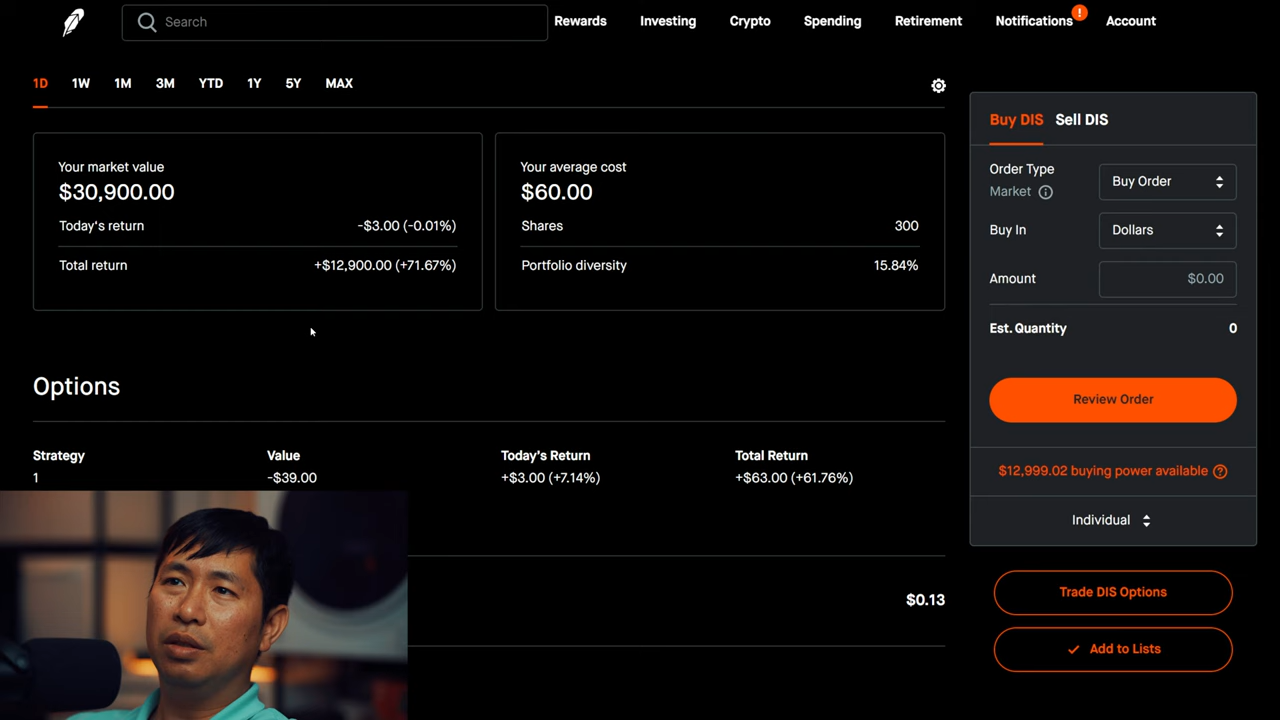 Search
Rewards Investing Crypto Spending Retirement Notifications ! Account
1D 1W 1M 3M YTD 1Y 5Y MAX
Your market value
$30,900.00
Today's return -$3.00 (-0.01%)
Total return +$12,900.00 (+71.67%)
Your average cost
$60.00
Shares 300
Portfolio diversity 15.84%
Options
Strategy Value Today's Return Total Return
1 -$39.00 +$3.00 (+7.14%) +$63.00 (+61.76%)
$0.13
Buy DIS Sell DIS
Order Type
Market Buy Order
Buy In Dollars
Amount $0.00
Est. Quantity 0
Review Order
$12,999.02 buying power available ?
Individual
Trade DIS Options
Add to Lists